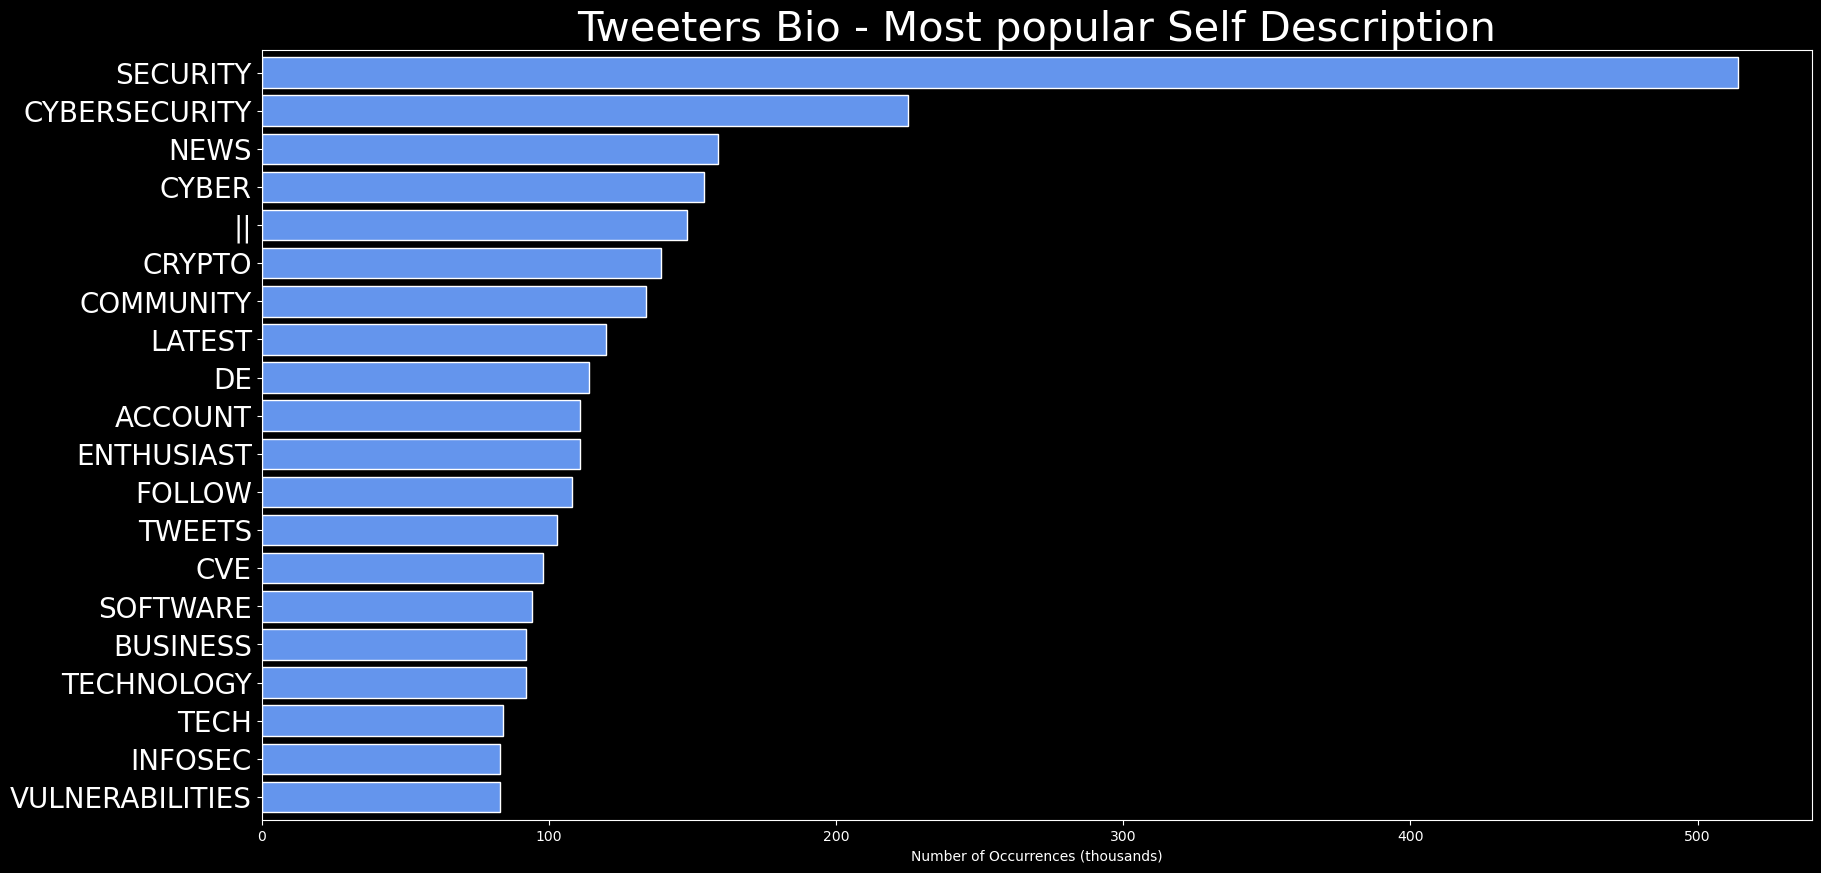 Tweeters Bio - Most popular Self Description
SECURITY
CYBERSECURITY
NEWS
CYBER
||
CRYPTO
COMMUNITY
LATEST
DE
ACCOUNT
ENTHUSIAST
FOLLOW
TWEETS
CVE
SOFTWARE
BUSINESS
TECHNOLOGY
TECH
INFOSEC
VULNERABILITIES
0 100 200 300 400 500
Number of Occurrences (thousands)